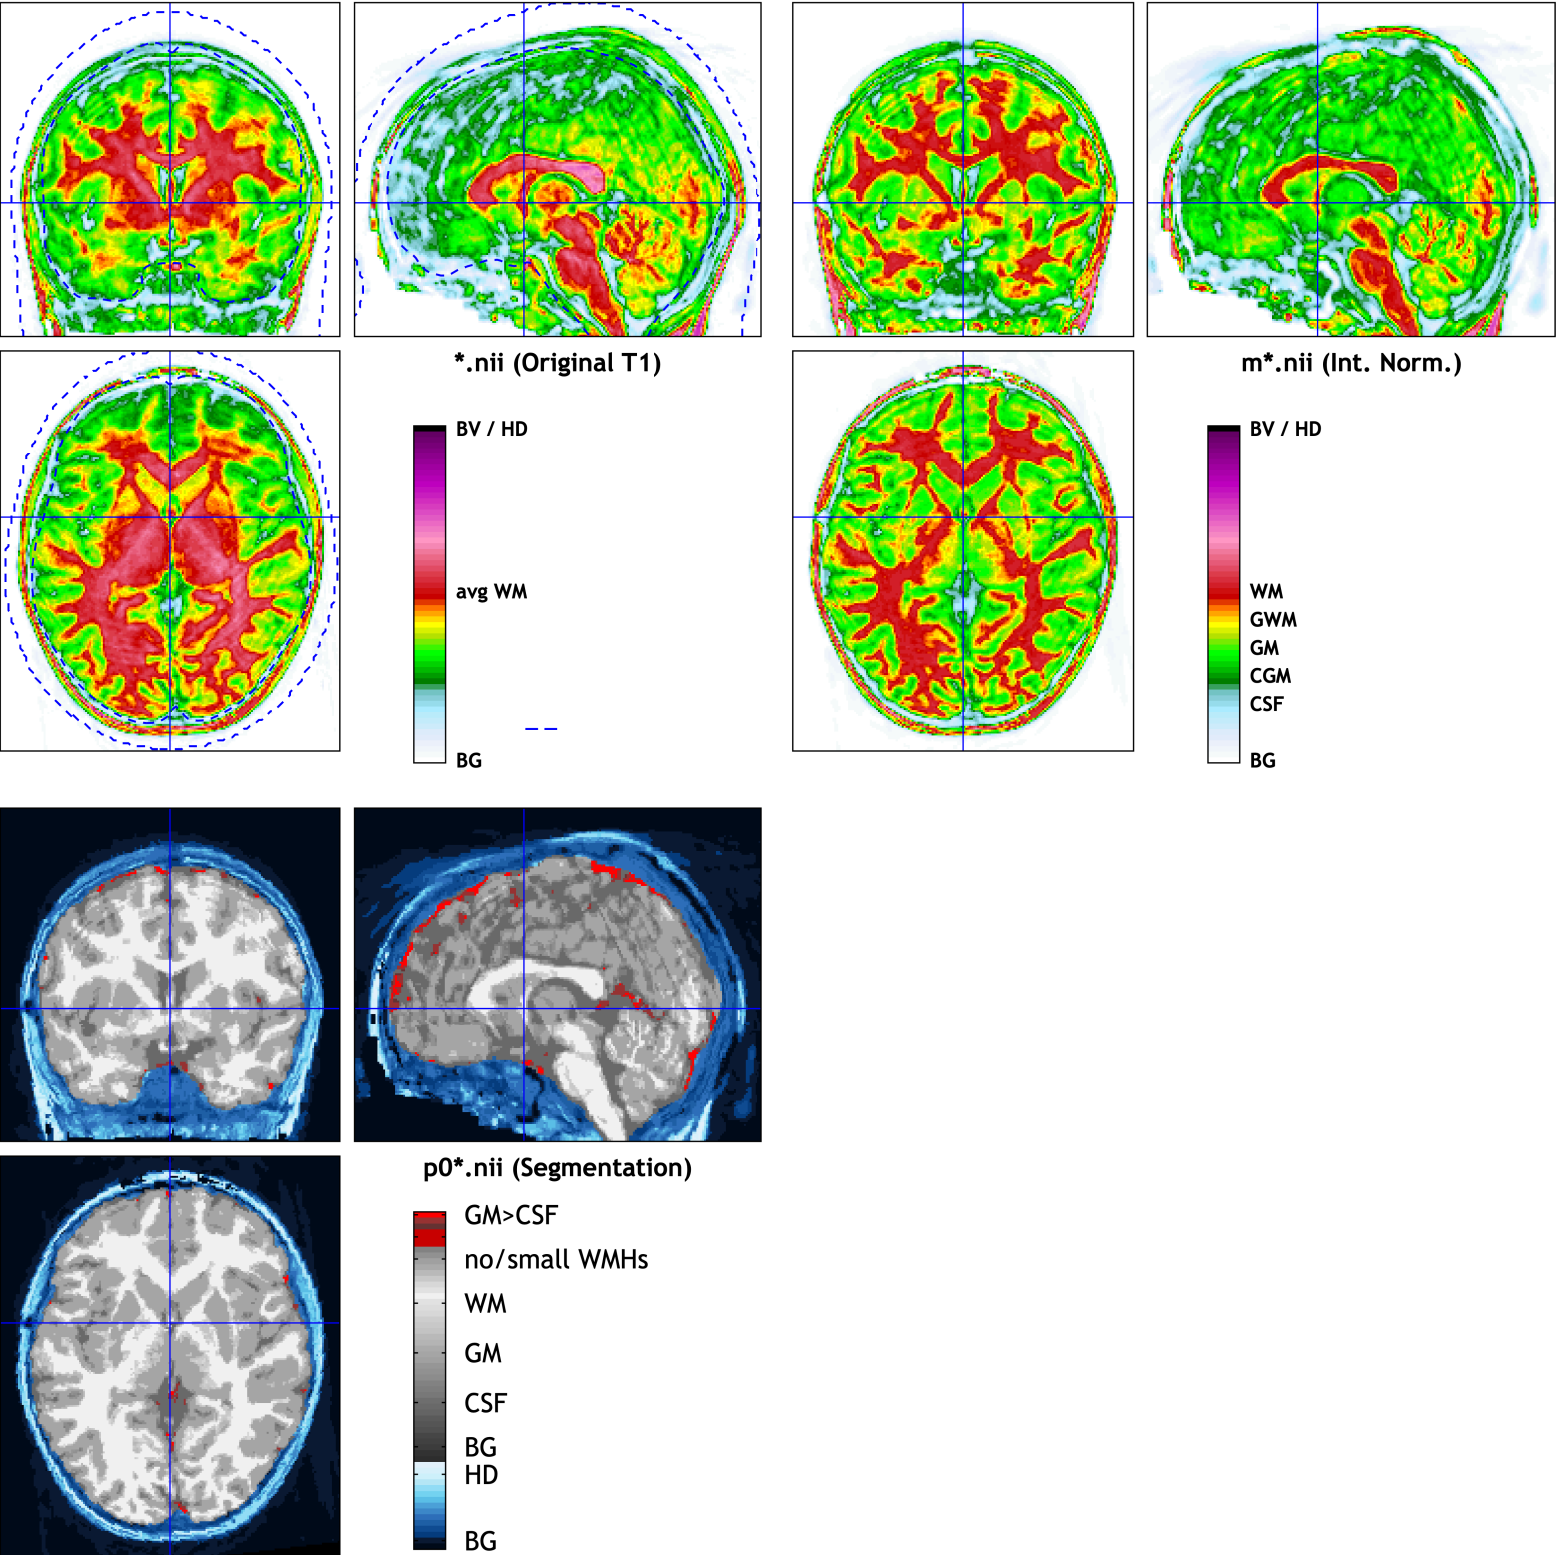 *.nii (Original T1)
BV / HD
avg WM
BG
m*.nii (Int. Norm.)
BV / HD
WM
GWM
GM
CGM
CSF
BG
p0*.nii (Segmentation)
GM>CSF
no/small WMHs
WM
GM
CSF
BG
HD
BG